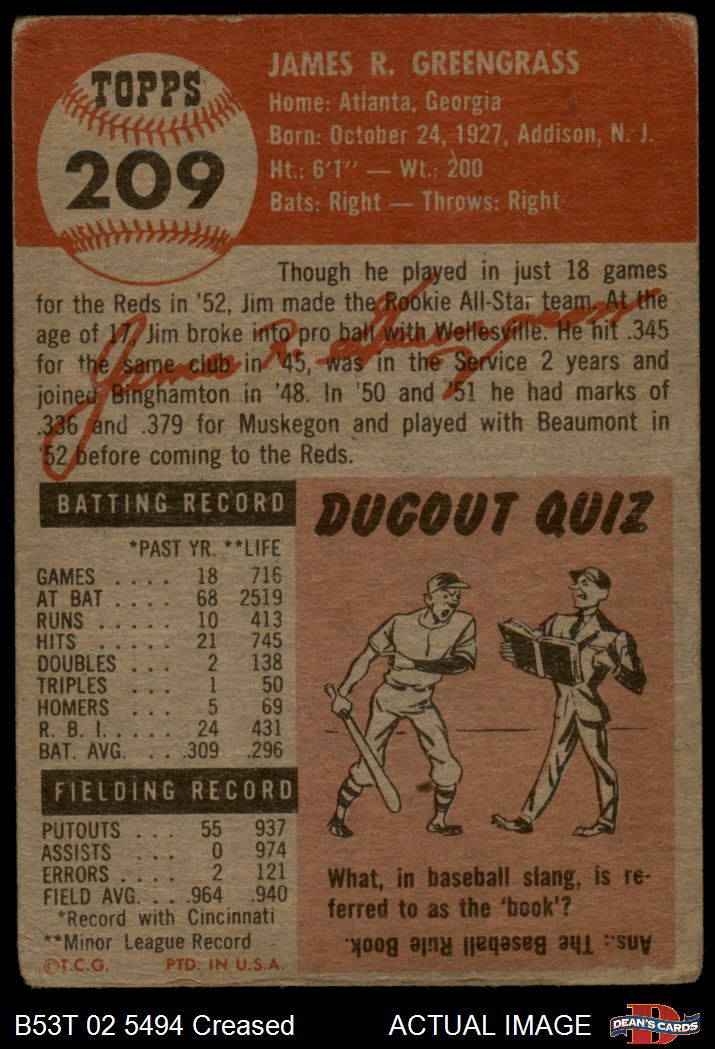 TOPPS
209
JAMES R. GREENGRASS
Home: Atlanta, Georgia
Born: October 24, 1927, Addison, N. J.
Ht.: 6'1" — Wt.: 200
Bats: Right — Throws: Right
Though he played in just 18 games
for the Reds in '52, Jim made the Rookie All-Star team. At the
age of 17, Jim broke into pro ball with Wellesville. He hit .345
for the same club in '45, was in the Service 2 years and
joined Binghamton in '48. In '50 and '51 he had marks of
.336 and .379 for Muskegon and played with Beaumont in
'52 before coming to the Reds.
James R. Greengrass
BATTING RECORD
*PAST YR. **LIFE
GAMES .... 18 716
AT BAT .... 68 2519
RUNS ..... 10 413
HITS ..... 21 745
DOUBLES ... 2 138
TRIPLES ... 1 50
HOMERS ... 5 69
R. B. I..... 24 431
BAT. AVG. .. .309 .296
FIELDING RECORD
PUTOUTS ... 55 937
ASSISTS ... 0 974
ERRORS .... 2 121
FIELD AVG... .964 .940
*Record with Cincinnati
**Minor League Record
©T.C.G. PTD. IN U.S.A.
DUGOUT QUIZ
What, in baseball slang, is re-
ferred to as the 'book'?
Ans.: The Baseball Rule Book.
B53T 02 5494 Creased ACTUAL IMAGE
DEAN'S CARDS